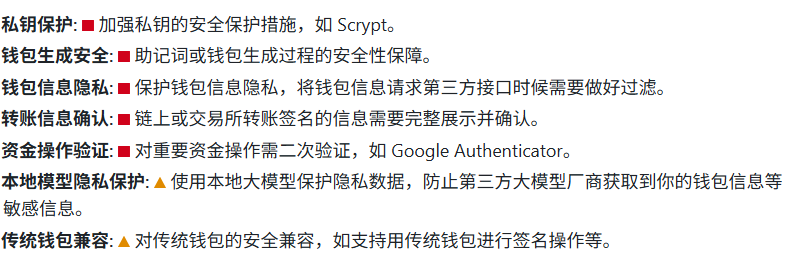 私钥保护: ■ 加强私钥的安全保护措施，如 Scrypt。
钱包生成安全: ■ 助记词或钱包生成过程的安全性保障。
钱包信息隐私: ■ 保护钱包信息隐私，将钱包信息请求第三方接口时候需要做好过滤。
转账信息确认: ■ 链上或交易所转账签名的信息需要完整展示并确认。
资金操作验证: ■ 对重要资金操作需二次验证，如 Google Authenticator。
本地模型隐私保护: ▲ 使用本地大模型保护隐私数据，防止第三方大模型厂商获取到你的钱包信息等
敏感信息。
传统钱包兼容: ▲ 对传统钱包的安全兼容，如支持用传统钱包进行签名操作等。